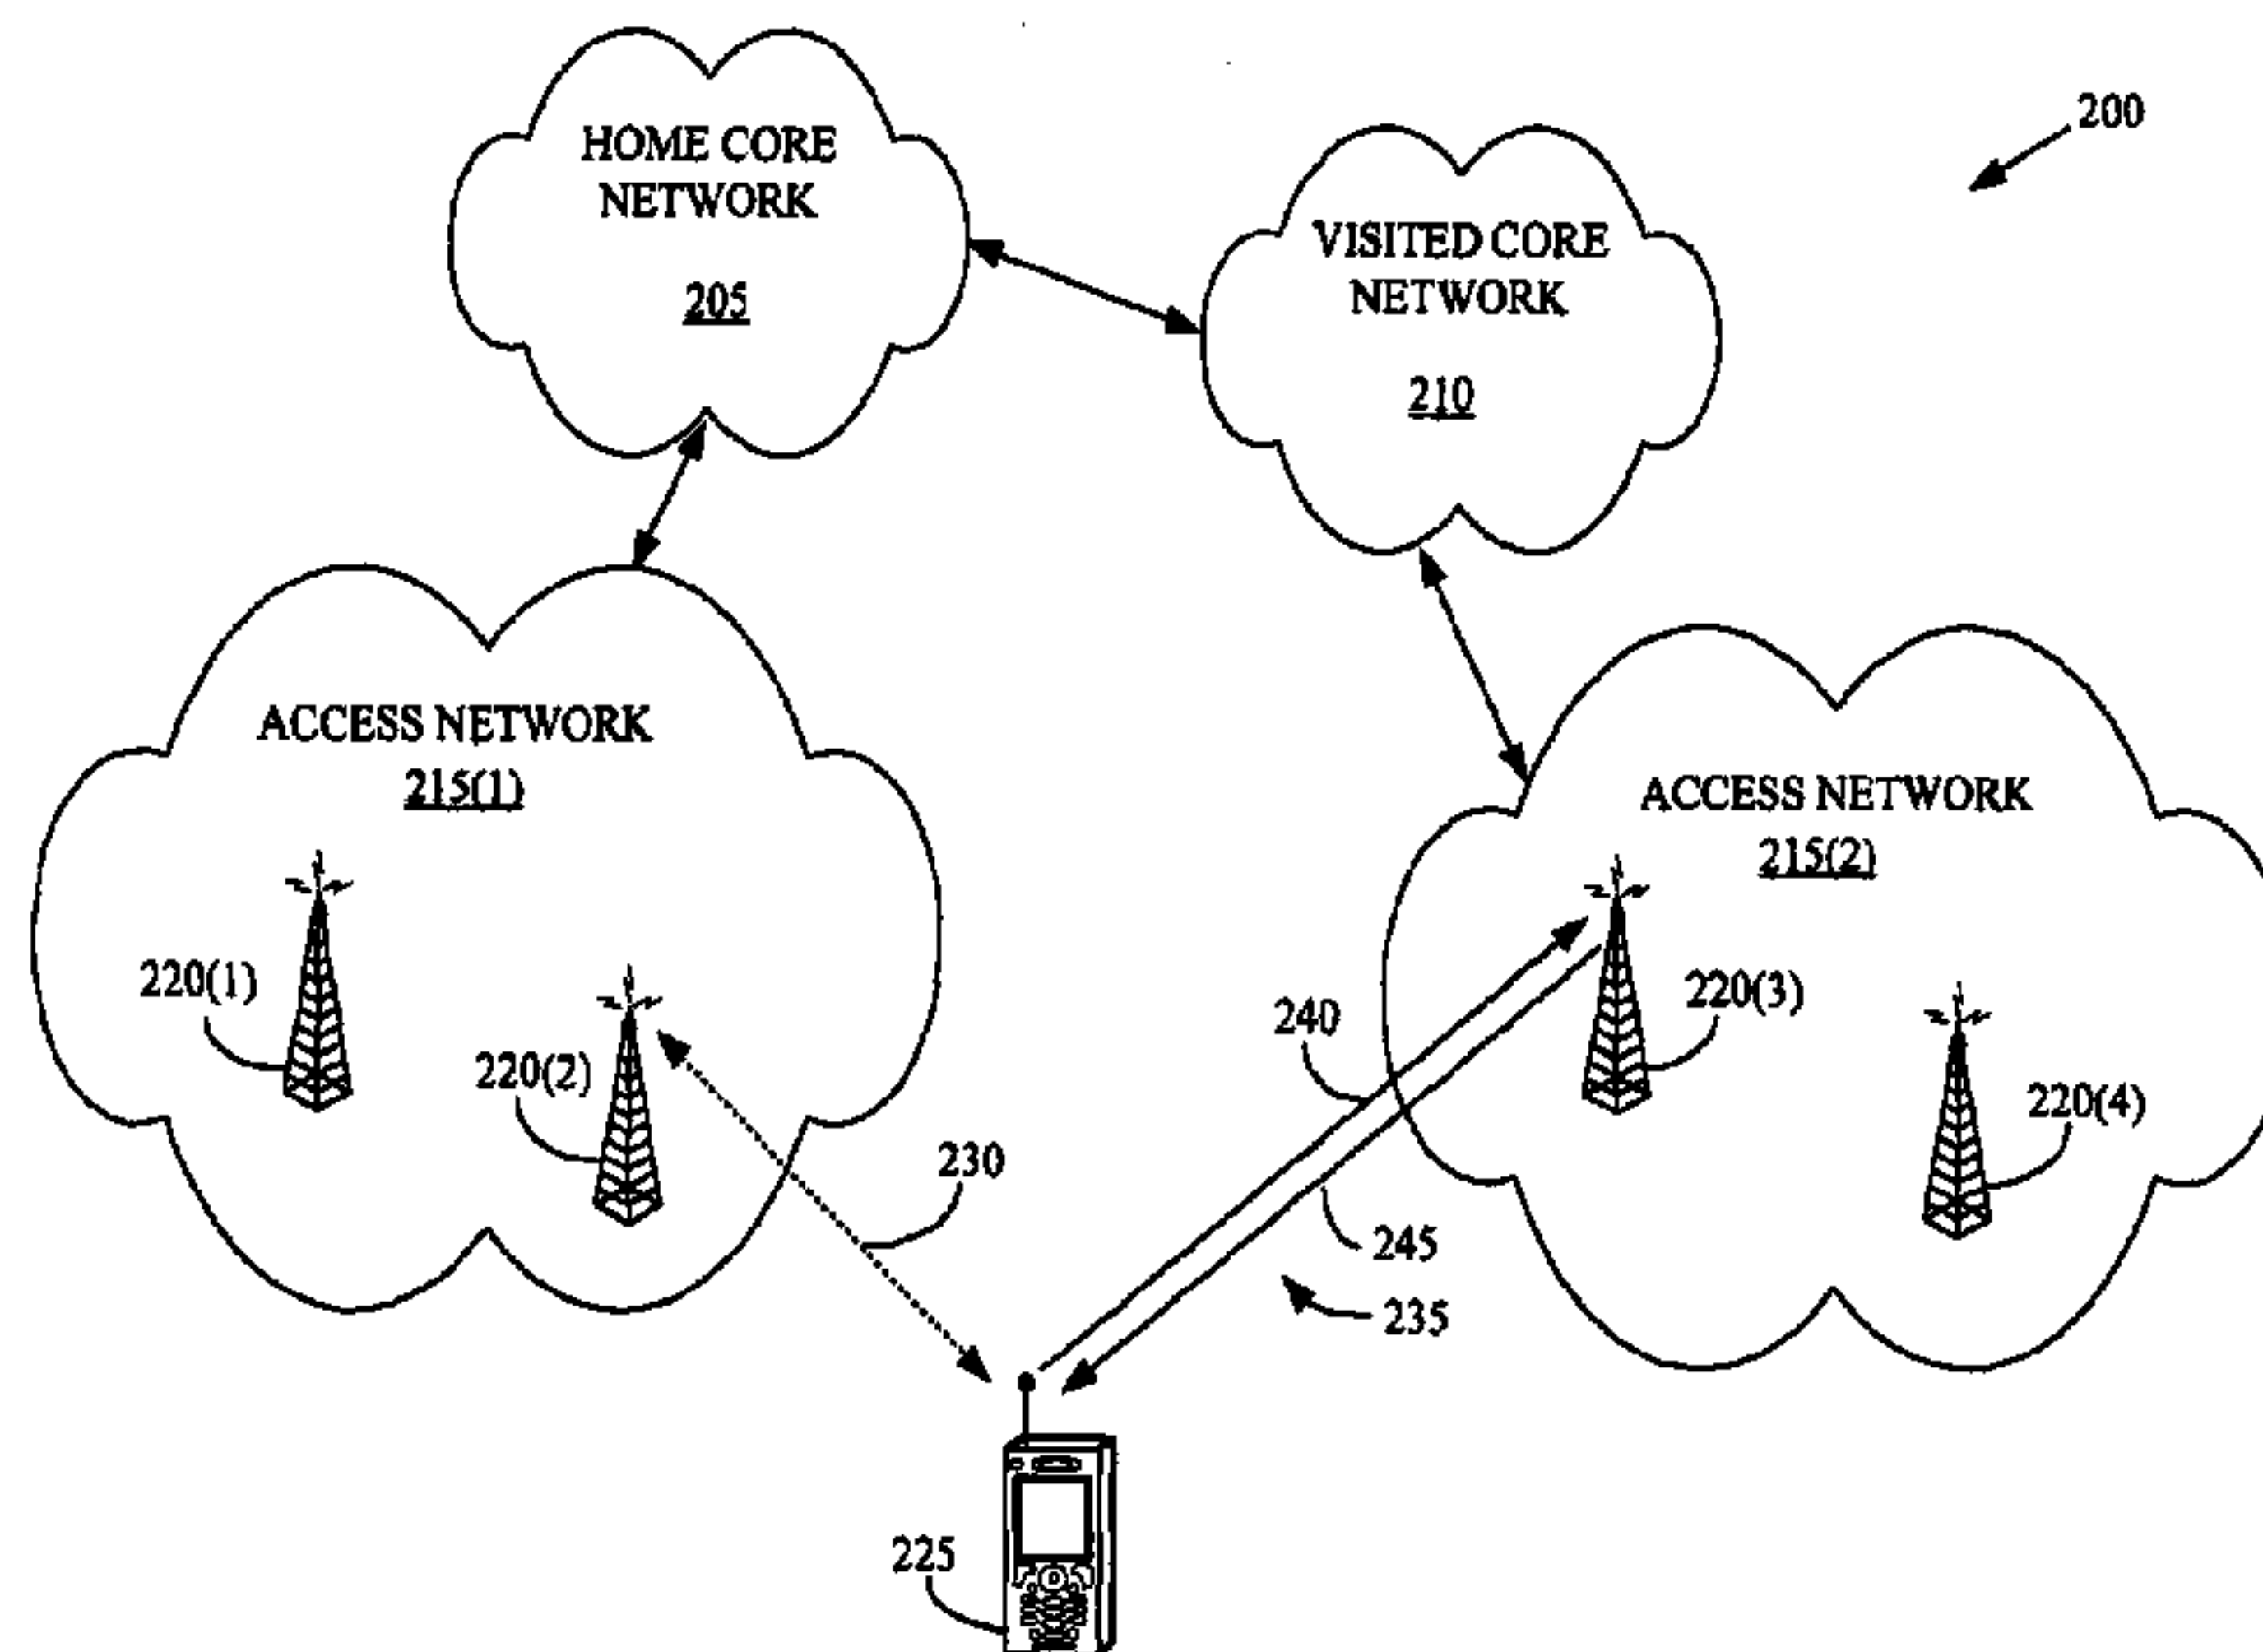 200
HOME CORE
NETWORK
205
VISITED CORE
NETWORK
210
ACCESS NETWORK
215(1)
ACCESS NETWORK
215(2)
220(1)
220(2)
220(3)
220(4)
240
230
245
235
225